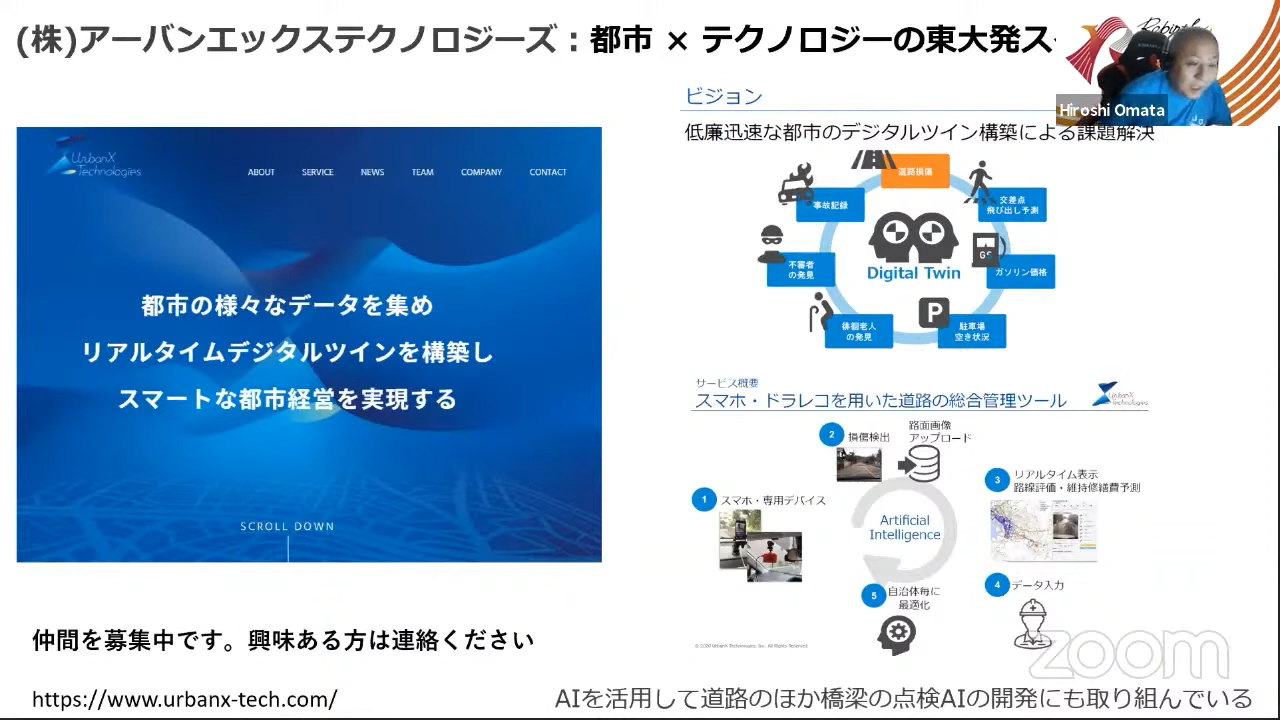 (株)アーバンエックステクノロジーズ：都市 × テクノロジーの東大発ス
Hiroshi Omata
UrbanX
Technologies
ABOUT
SERVICE
NEWS
TEAM
COMPANY
CONTACT
都市の様々なデータを集め
リアルタイムデジタルツインを構築し
スマートな都市経営を実現する
SCROLL DOWN
仲間を募集中です。興味ある方は連絡ください
https://www.urbanx-tech.com/
ビジョン
低廉迅速な都市のデジタルツイン構築による課題解決
道路損傷
事故記録
交差点
飛び出し予測
不審者
の発見
Digital Twin
GS
ガソリン価格
徘徊老人
の発見
P
駐車場
空き状況
サービス概要
スマホ・ドラレコを用いた道路の総合管理ツール
UrbanX
Technologies
1 スマホ・専用デバイス
2 損傷検出
路面画像
アップロード
3 リアルタイム表示
路線評価・維持修繕費予測
Artificial
Intelligence
4 データ入力
5 自治体毎に
最適化
© 2020 UrbanX Technologies, Inc. All Rights Reserved.
zoom
AIを活用して道路のほか橋梁の点検AIの開発にも取り組んでいる